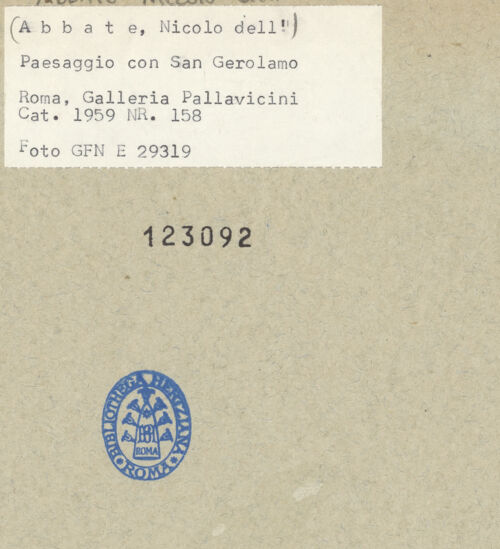 (A b b a t e, Nicolo dell')
Paesaggio con San Gerolamo
Roma, Galleria Pallavicini
Cat. 1959 NR. 158
Foto GFN E 29319
123092
BIBLIOTHECA HERTZIANA
ROMA
• ROMA •